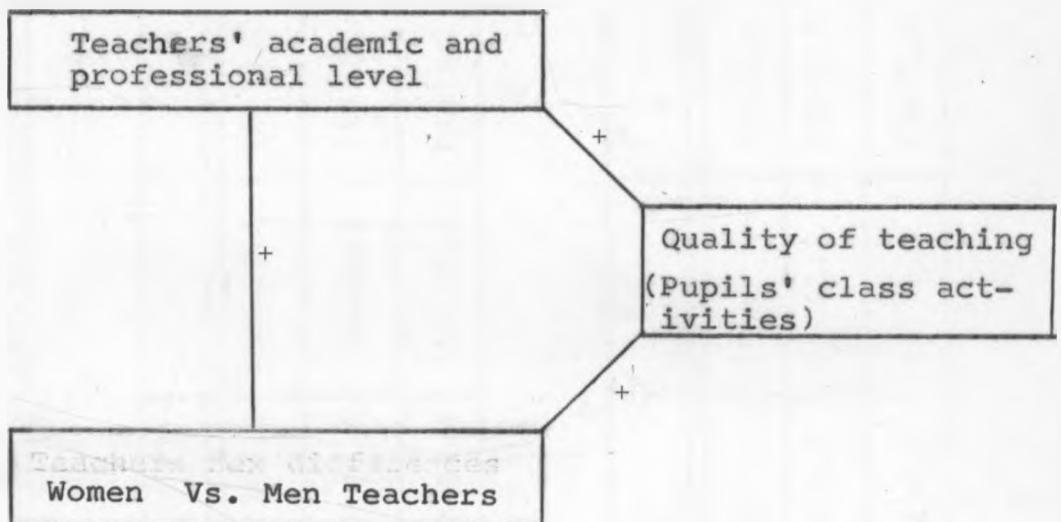 Teachers' academic and
professional level
+
+
Quality of teaching
(Pupils' class act-
ivities)
+
Teachers Sex differences
Women Vs. Men Teachers